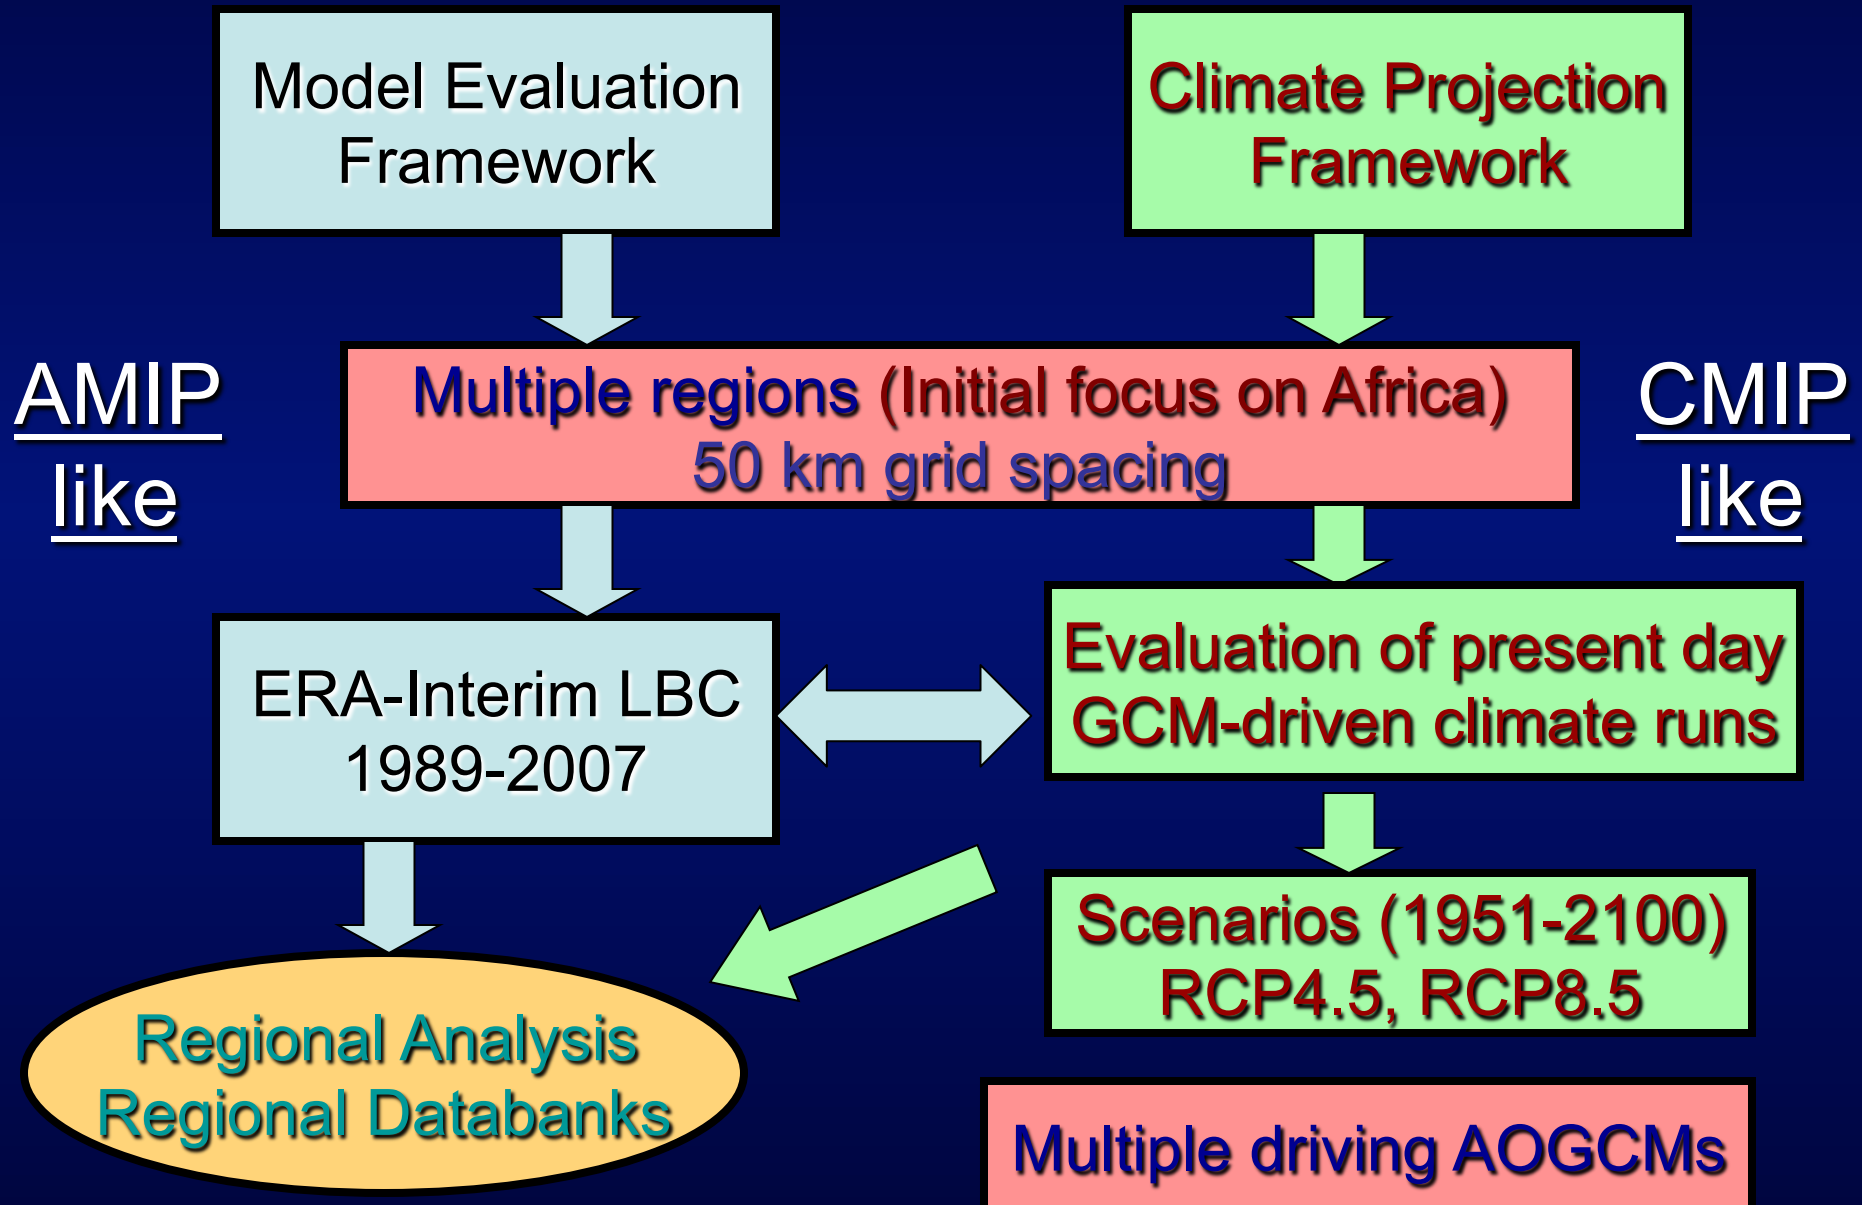 Model Evaluation
Framework
Climate Projection
Framework
AMIP
like
Multiple regions (Initial focus on Africa)
50 km grid spacing
CMIP
like
ERA-Interim LBC
1989-2007
Evaluation of present day
GCM-driven climate runs
Scenarios (1951-2100)
RCP4.5, RCP8.5
Regional Analysis
Regional Databanks
Multiple driving AOGCMs